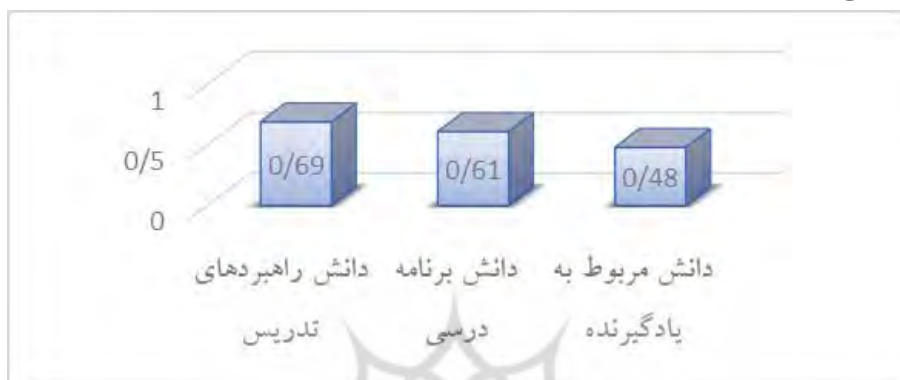 1
0/5
0
0/69
0/61
0/48
دانش راهبردهای
تدریس
دانش برنامه
درسی
دانش مربوط به
یادگیرنده